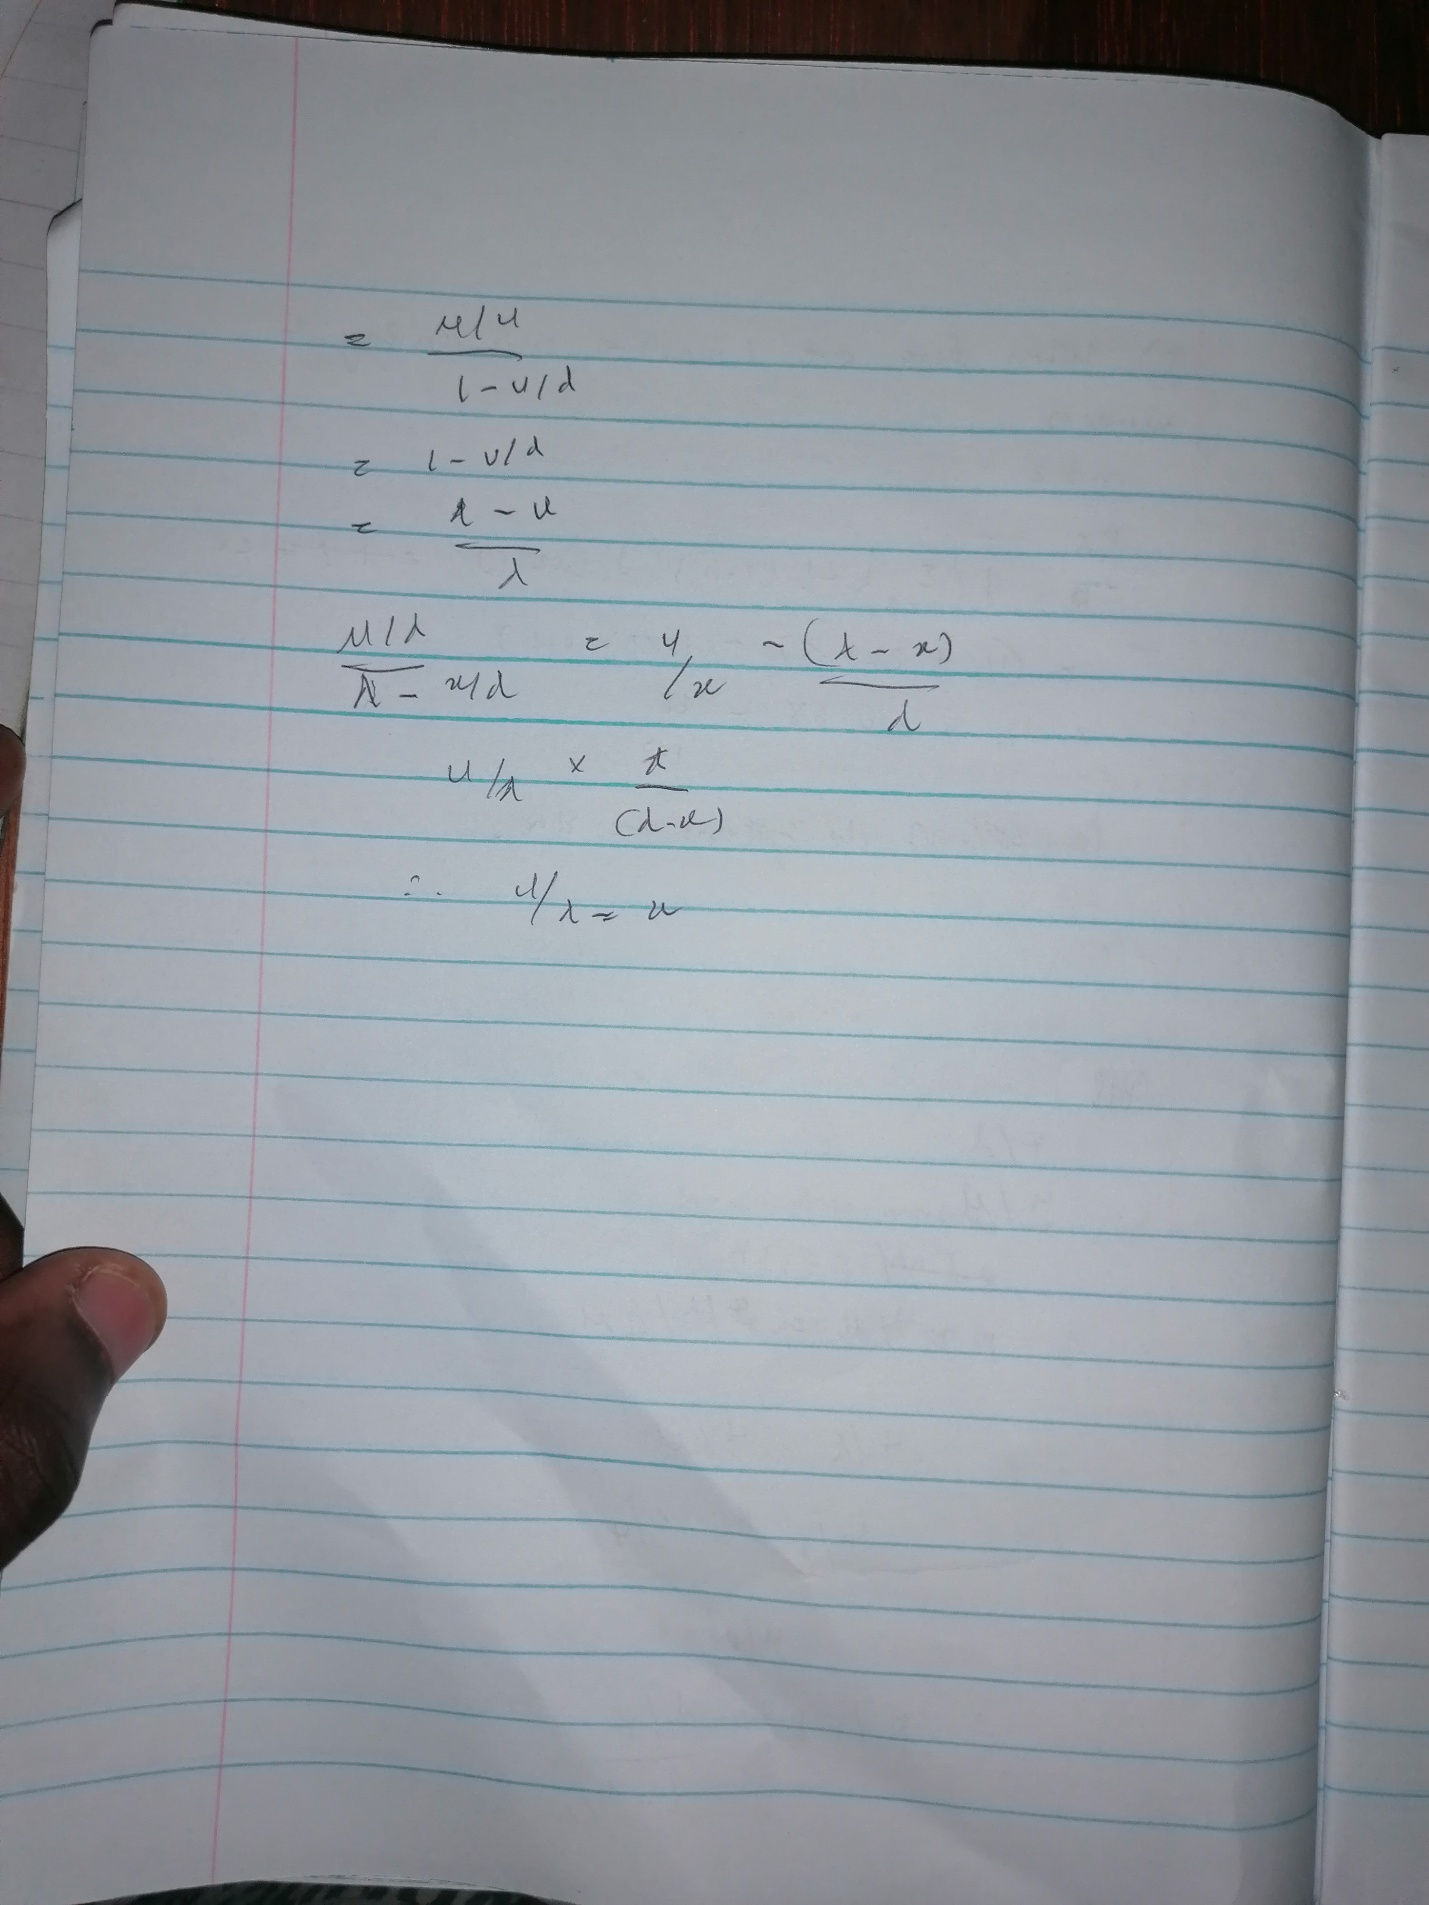 = u/u
1-u/d
= 1-u/d
= λ - u
λ
u/d = u/x ~ (λ - x)
λ - x/d d
u/λ × λ
(λ-x)
∴ u/λ = x